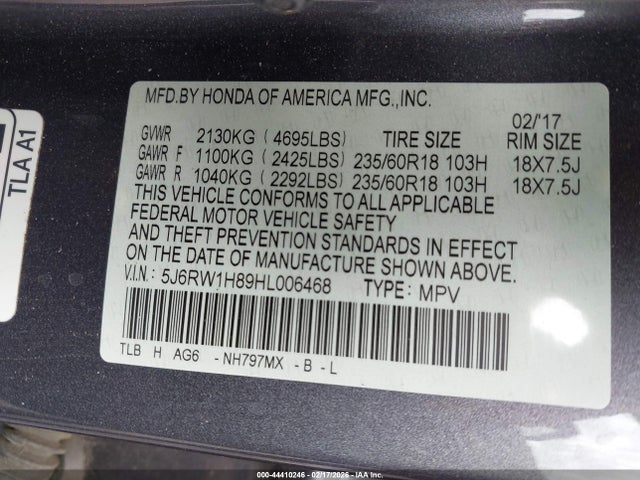 TLA A1
MFD.BY HONDA OF AMERICA MFG.,INC.
02/'17
GVWR 2130KG ( 4695LBS) TIRE SIZE RIM SIZE
GAWR F 1100KG ( 2425LBS) 235/60R18 103H 18X7.5J
GAWR R 1040KG ( 2292LBS) 235/60R18 103H 18X7.5J
THIS VEHICLE CONFORMS TO ALL APPLICABLE
FEDERAL MOTOR VEHICLE SAFETY
AND THEFT PREVENTION STANDARDS IN EFFECT
ON THE DATE OF MANUFACTURE SHOWN ABOVE.
V.I.N.: 5J6RW1H89HL006468 TYPE: MPV
TLB H AG6 -NH797MX -B-L
000-44410246 - 02/17/2026 - IAA Inc.